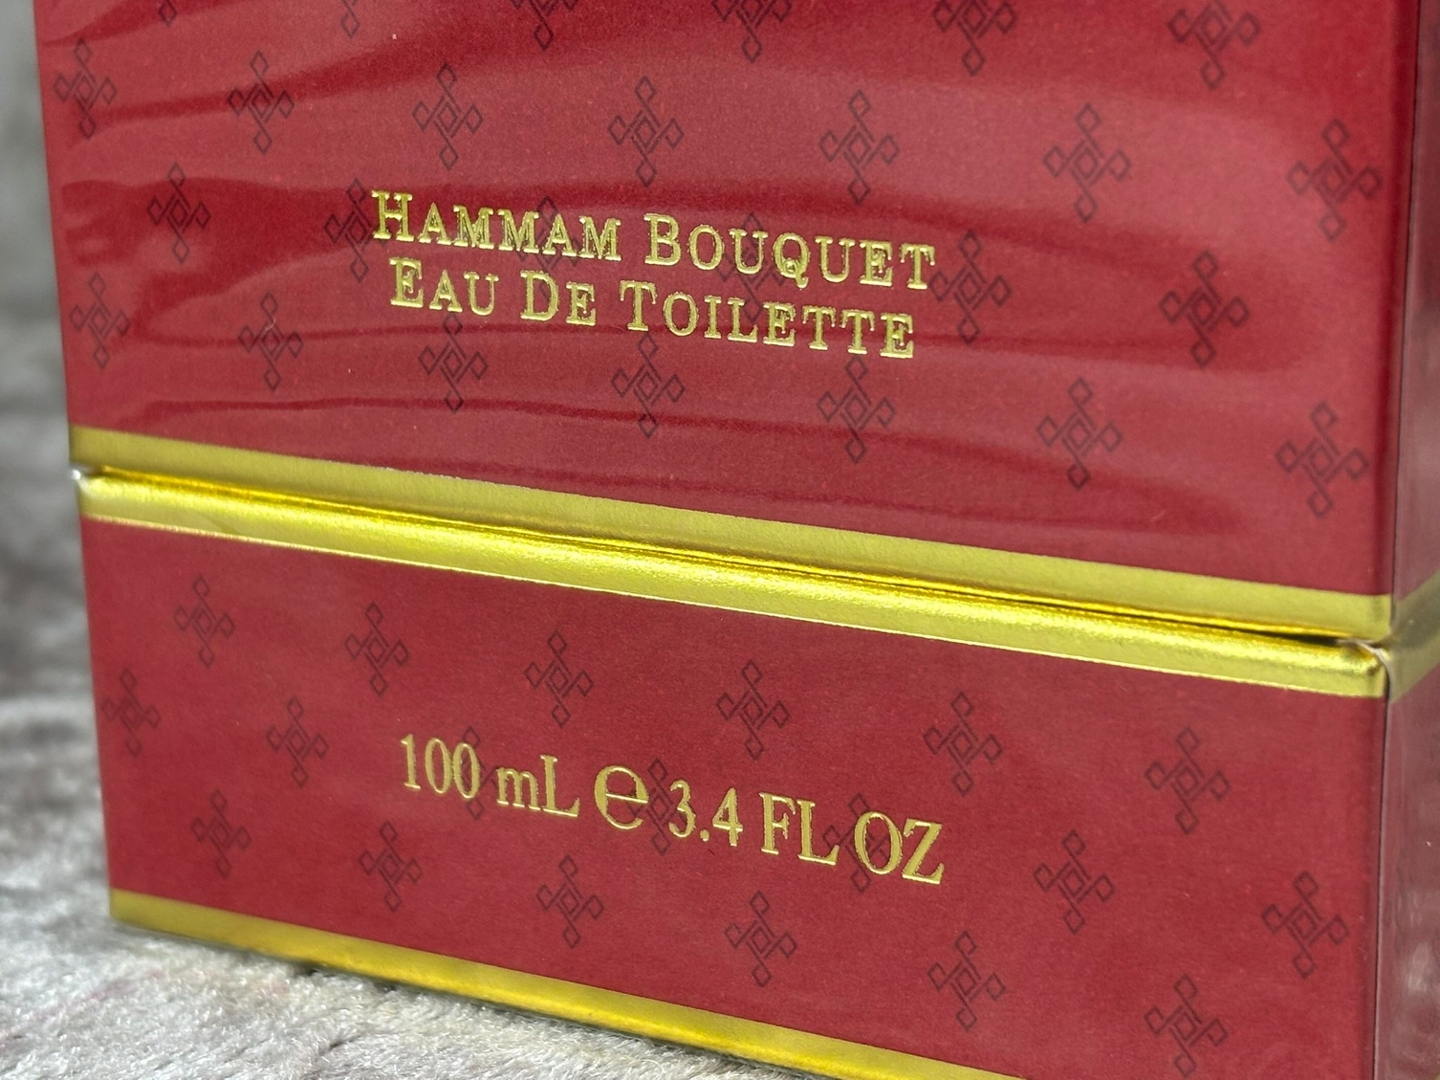 HAMMAM BOUQUET
EAU DE TOILETTE
100 mL ℮ 3.4 FL OZ